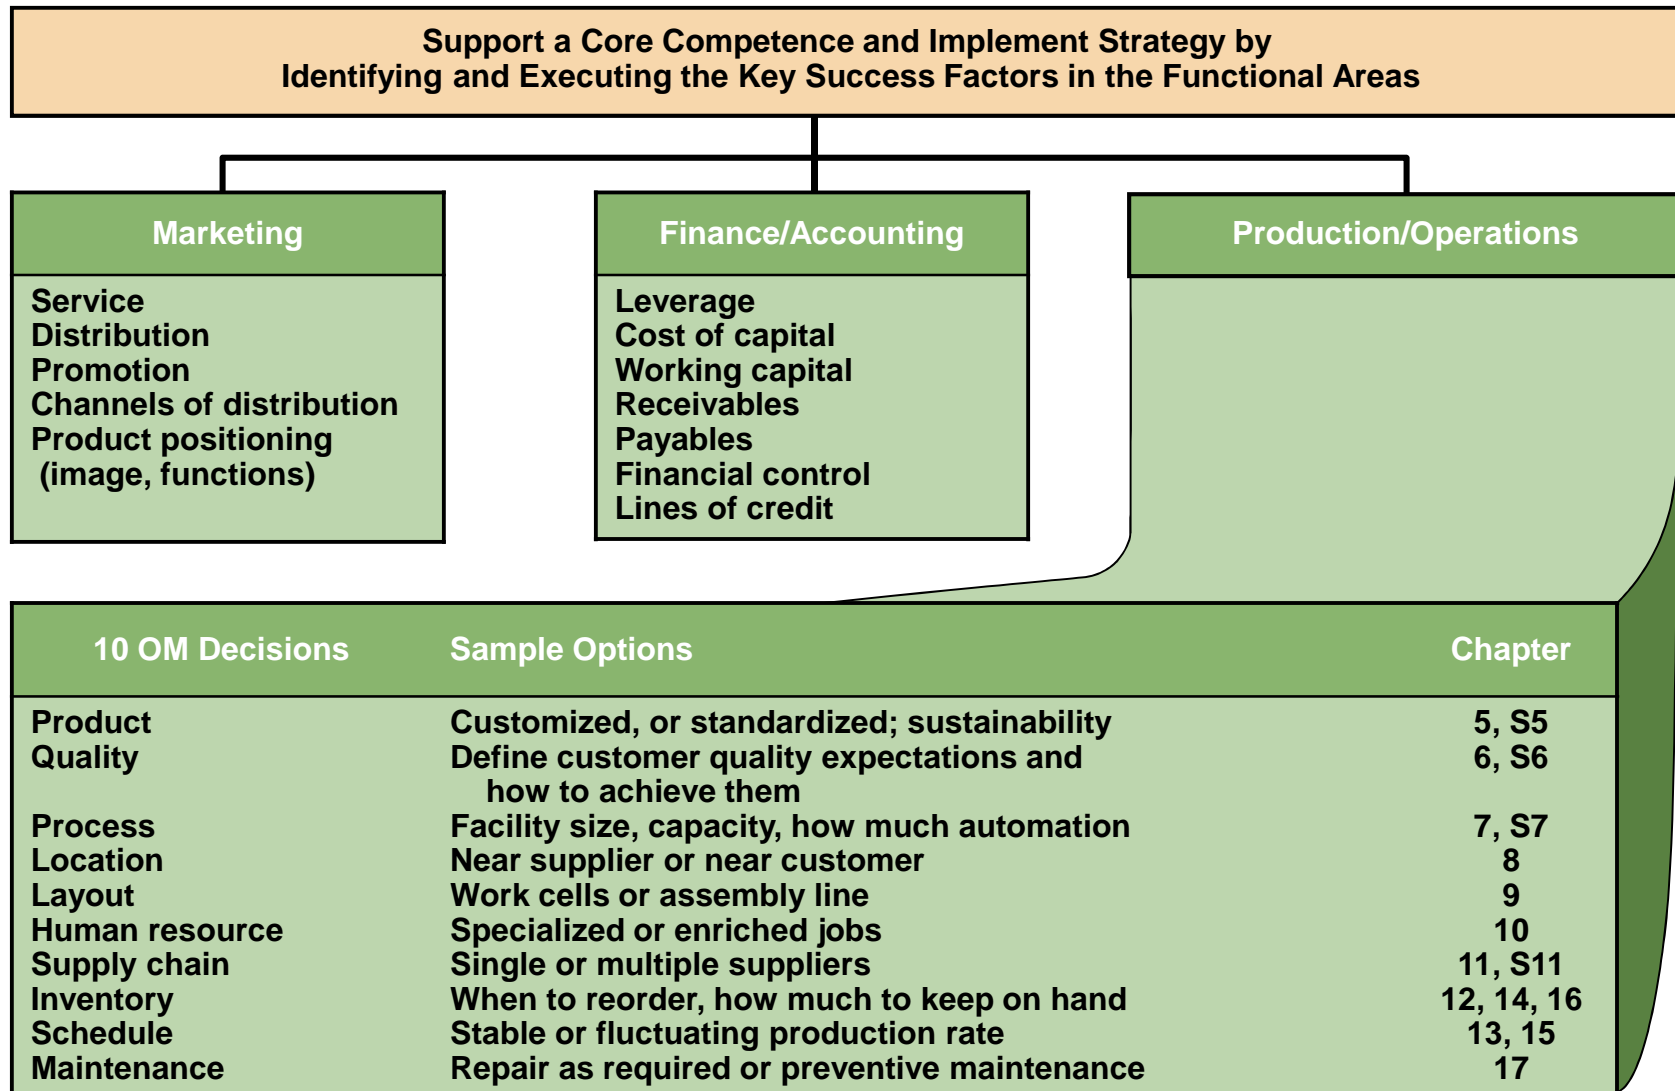 Support a Core Competence and Implement Strategy by
Identifying and Executing the Key Success Factors in the Functional Areas
Marketing
Service
Distribution
Promotion
Channels of distribution
Product positioning
(image, functions)
Finance/Accounting
Leverage
Cost of capital
Working capital
Receivables
Payables
Financial control
Lines of credit
Production/Operations
10 OM Decisions Sample Options Chapter
Product Customized, or standardized; sustainability 5, S5
Quality Define customer quality expectations and 6, S6
how to achieve them
Process Facility size, capacity, how much automation 7, S7
Location Near supplier or near customer 8
Layout Work cells or assembly line 9
Human resource Specialized or enriched jobs 10
Supply chain Single or multiple suppliers 11, S11
Inventory When to reorder, how much to keep on hand 12, 14, 16
Schedule Stable or fluctuating production rate 13, 15
Maintenance Repair as required or preventive maintenance 17